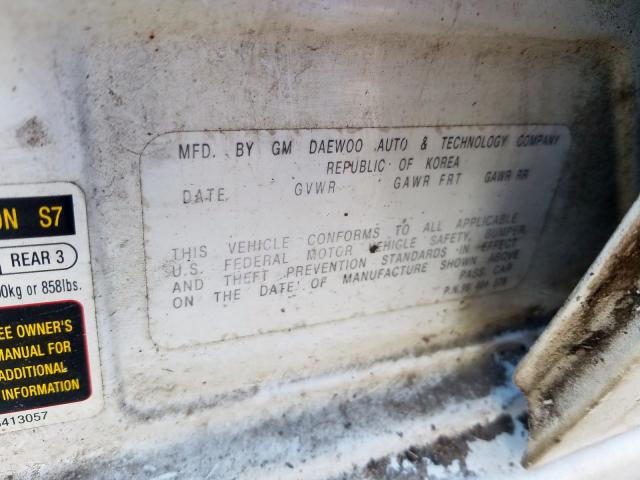 MFD. BY GM DAEWOO AUTO & TECHNOLOGY COMPANY
REPUBLIC OF KOREA
DATE GVWR GAWR FRT GAWR RR
THIS VEHICLE CONFORMS TO ALL APPLICABLE
U.S. FEDERAL MOTOR VEHICLE SAFETY, BUMPER,
AND THEFT PREVENTION STANDARDS IN EFFECT
ON THE DATE OF MANUFACTURE SHOWN ABOVE
PASS. CAR
P.N.
ON S7
REAR 3
0kg or 858lbs.
EE OWNER'S
MANUAL FOR
ADDITIONAL
INFORMATION
413057